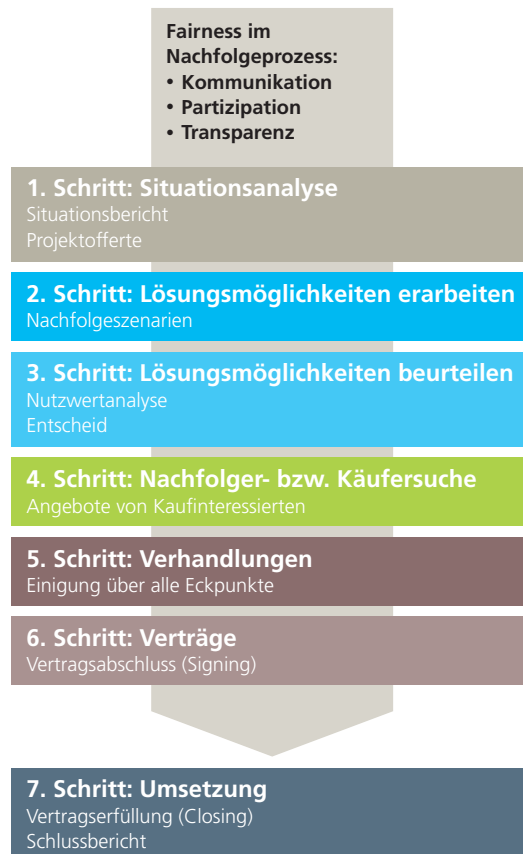 Fairness im
Nachfolgeprozess:
• Kommunikation
• Partizipation
• Transparenz
1. Schritt: Situationsanalyse
Situationsbericht
Projektofferte
2. Schritt: Lösungsmöglichkeiten erarbeiten
Nachfolgeszenarien
3. Schritt: Lösungsmöglichkeiten beurteilen
Nutzwertanalyse
Entscheid
4. Schritt: Nachfolger- bzw. Käufersuche
Angebote von Kaufinteressierten
5. Schritt: Verhandlungen
Einigung über alle Eckpunkte
6. Schritt: Verträge
Vertragsabschluss (Signing)
7. Schritt: Umsetzung
Vertragserfüllung (Closing)
Schlussbericht